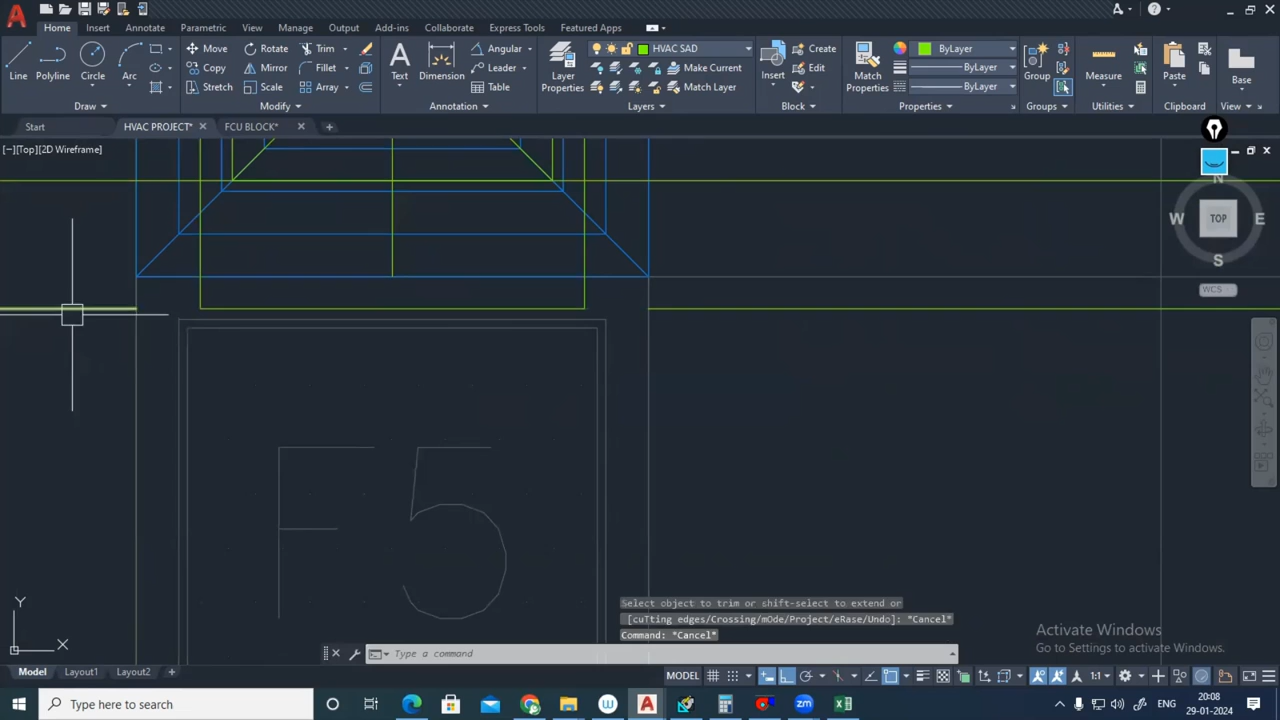 Home Insert Annotate Parametric View Manage Output Add-ins Collaborate Express Tools Featured Apps
Line Polyline Circle Arc
Move Rotate Trim
Copy Mirror Fillet
Stretch Scale Array
Text Dimension
Angular
Leader
Table
Layer Properties
HVAC SAD
Make Current
Match Layer
Insert
Create
Edit
Match Properties
ByLayer
ByLayer
ByLayer
Group
Measure
Paste
Base
Draw Modify Annotation Layers Block Properties Groups Utilities Clipboard View
Start HVAC PROJECT* FCU BLOCK*
[−][Top][2D Wireframe]
N
W TOP E
S
WCS
F5
Y
X
Select object to trim or shift-select to extend or
[cuTting edges/Crossing/mOde/Project/eRase/Undo]: *Cancel*
Command: *Cancel*
Type a command
Activate Windows
Go to Settings to activate Windows.
Model Layout1 Layout2 +
MODEL 1:1
Type here to search
ENG
20:08
29-01-2024